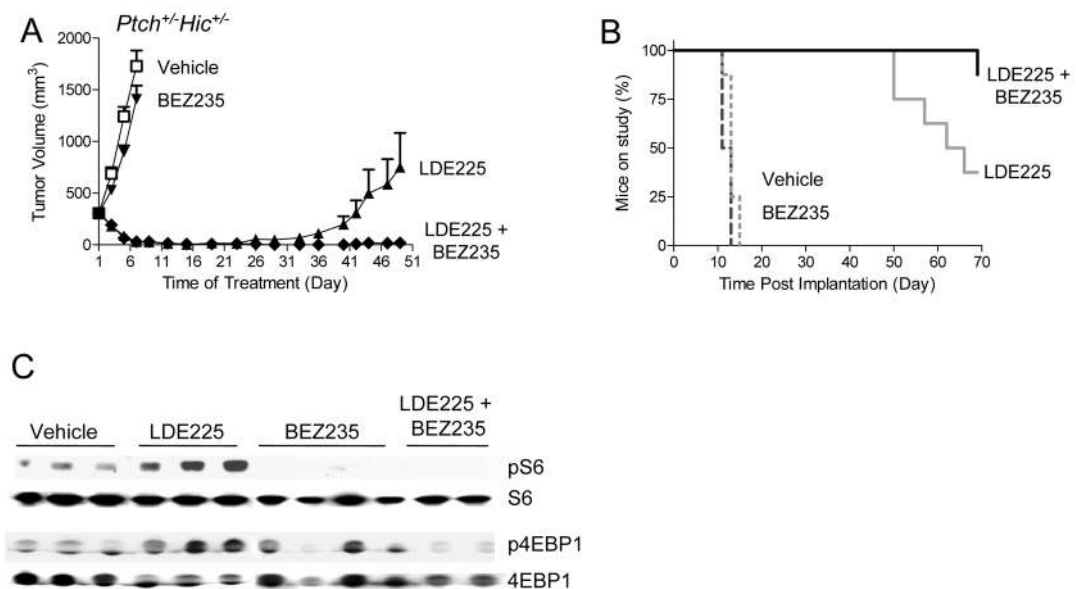 A
Ptch+/-Hic+/-
2000
1500
1000
500
0
Tumor Volume (mm3)
Vehicle
BEZ235
LDE225
LDE225 +
BEZ235
1 6 11 16 21 26 31 36 41 46 51
Time of Treatment (Day)
B
100
75
50
25
0
Mice on study (%)
LDE225 +
BEZ235
LDE225
Vehicle
BEZ235
0 10 20 30 40 50 60 70
Time Post Implantation (Day)
C
Vehicle LDE225 BEZ235 LDE225 +
BEZ235
pS6
S6
p4EBP1
4EBP1